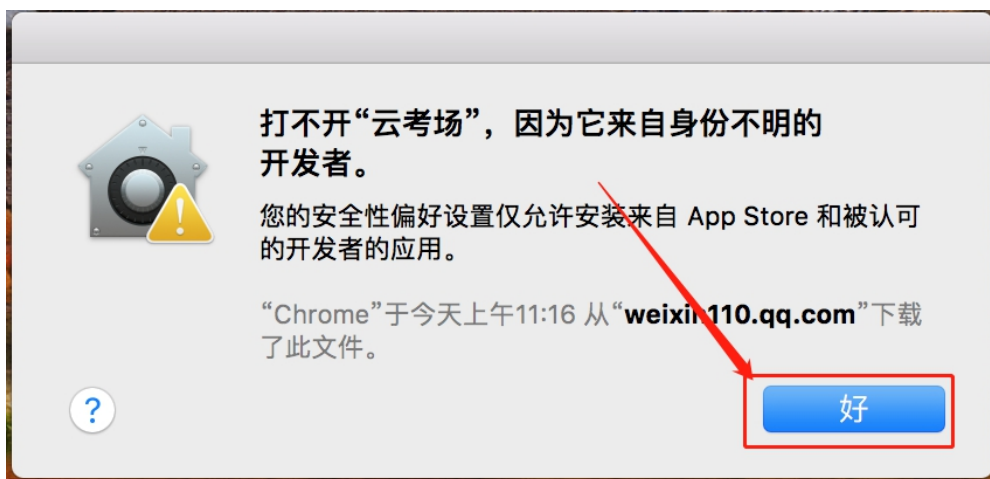 打不开“云考场”，因为它来自身份不明的
开发者。
您的安全性偏好设置仅允许安装来自 App Store 和被认可
的开发者的应用。
“Chrome”于今天上午11:16 从“weixin110.qq.com”下载
了此文件。
?
好